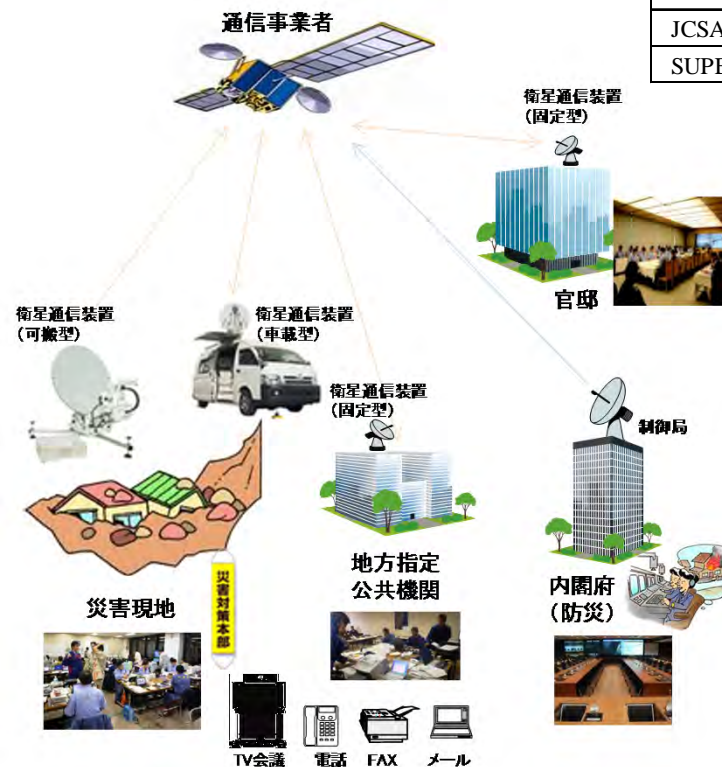 通信事業者
JCSA
SUPE
衛星通信装置
(固定型)
官邸
衛星通信装置
(可搬型)
衛星通信装置
(車載型)
衛星通信装置
(固定型)
制御局
災害対策本部
災害現地
地方指定
公共機関
内閣府
(防災)
TV会議
電話
FAX
メール